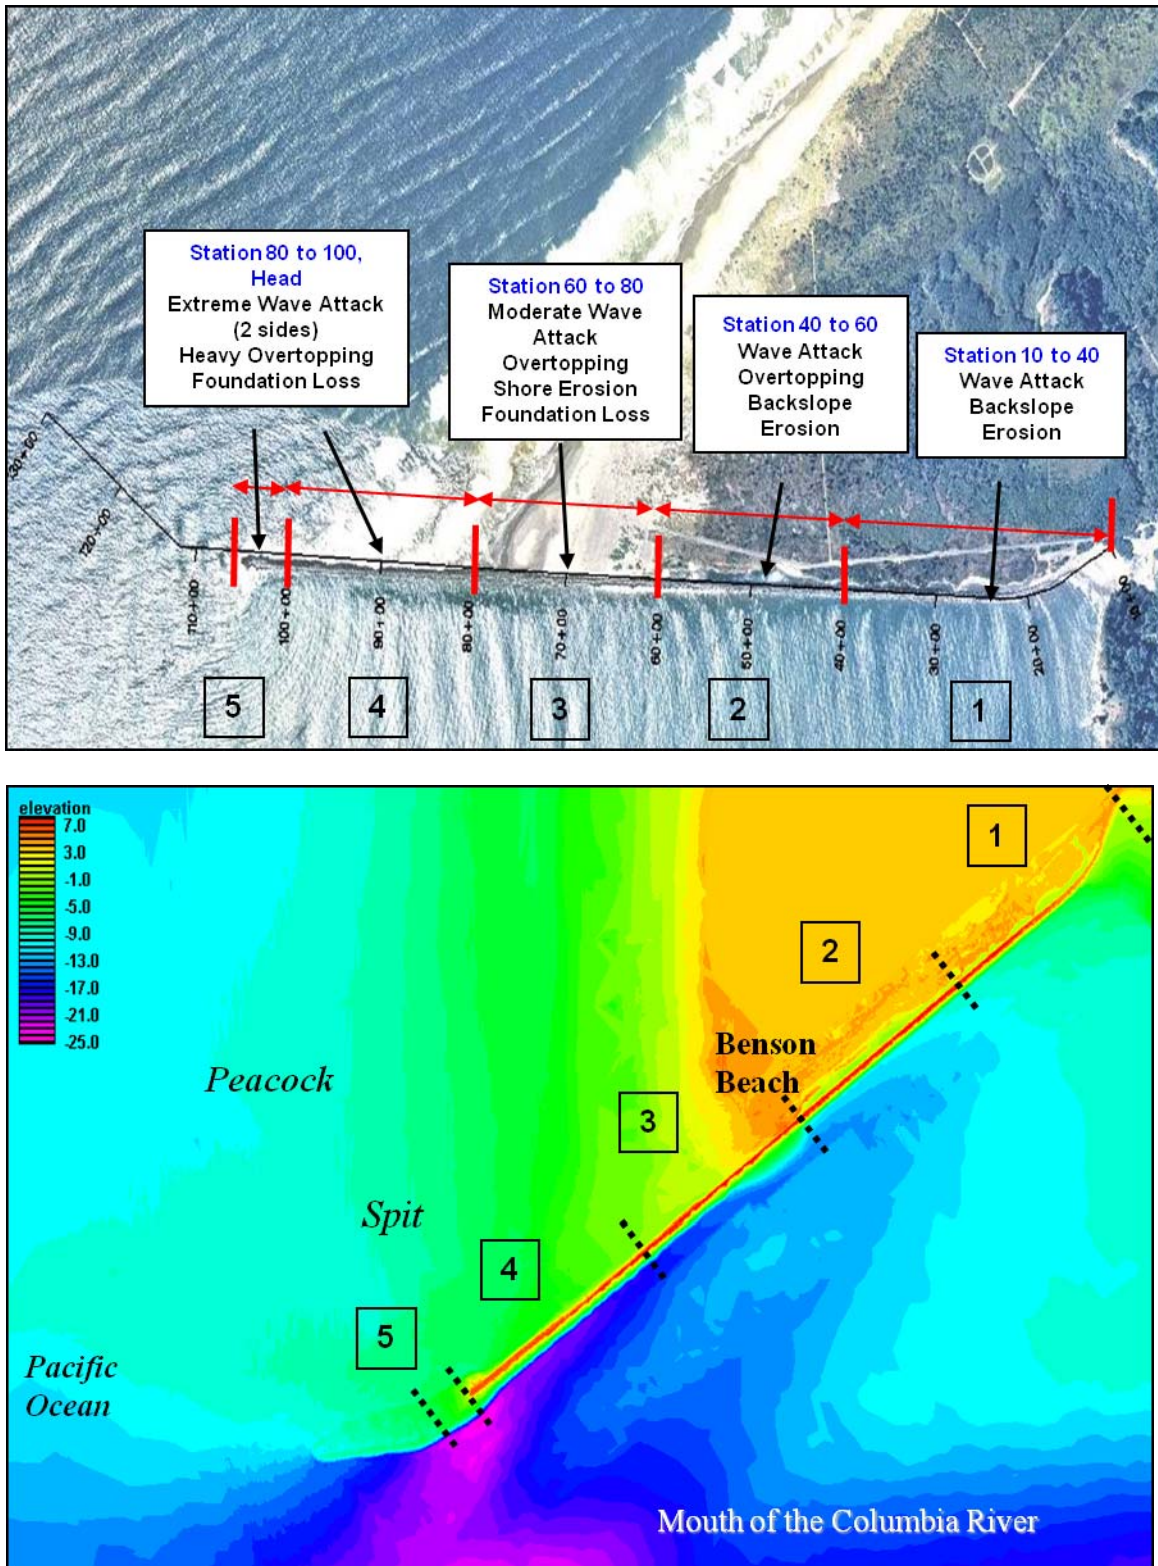 Station 80 to 100,
Head
Extreme Wave Attack
(2 sides)
Heavy Overtopping
Foundation Loss
Station 60 to 80
Moderate Wave
Attack
Overtopping
Shore Erosion
Foundation Loss
Station 40 to 60
Wave Attack
Overtopping
Backslope
Erosion
Station 10 to 40
Wave Attack
Backslope
Erosion
120+00
110+00
100+00
90+00
80+00
70+00
60+00
50+00
40+00
30+00
20+00
5
4
3
2
1
elevation
7.0
3.0
-1.0
-5.0
-9.0
-13.0
-17.0
-21.0
-25.0
1
2
Benson
Beach
3
Peacock
Spit
4
5
Pacific
Ocean
Mouth of the Columbia River